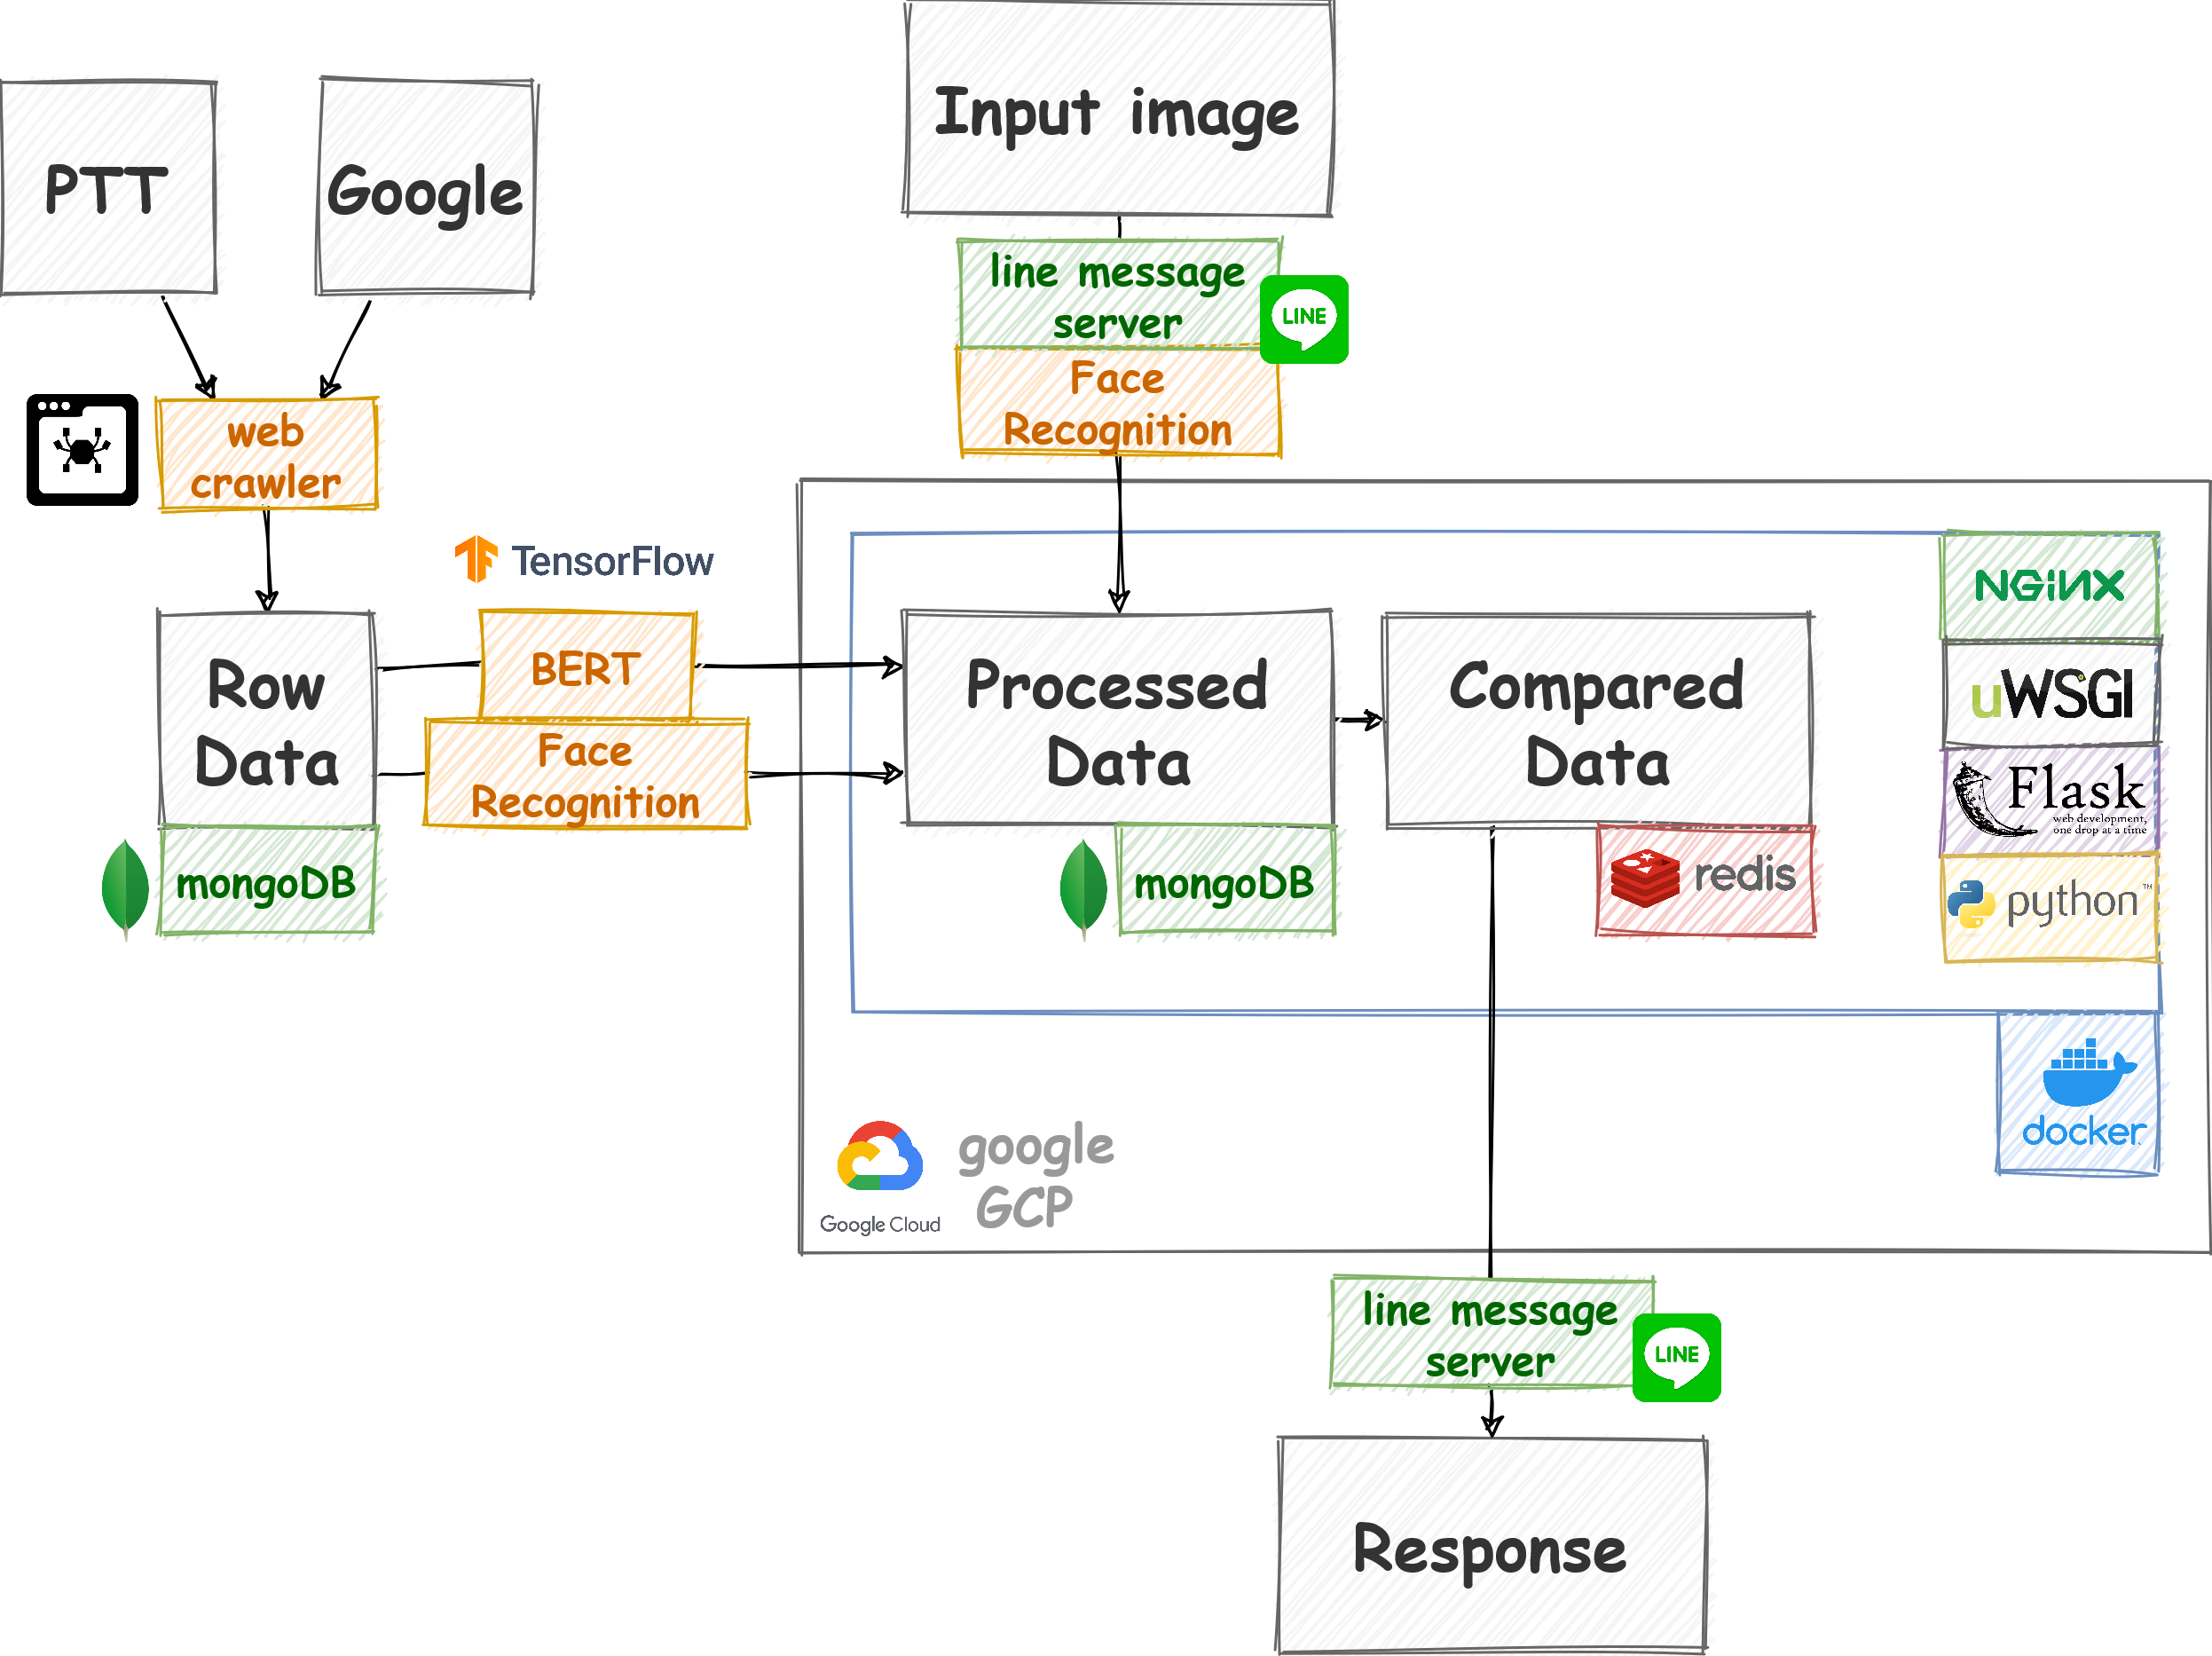 Input image
PTT
Google
line message
server
LINE
Face
Recognition
web
crawler
TensorFlow
NGINX
BERT
Row
Data
Processed
Data
Compared
Data
uWSGI
Face
Recognition
Flask
web development,
one drop at a time
mongoDB
mongoDB
redis
python™
docker
google
GCP
Google Cloud
line message
server
LINE
Response